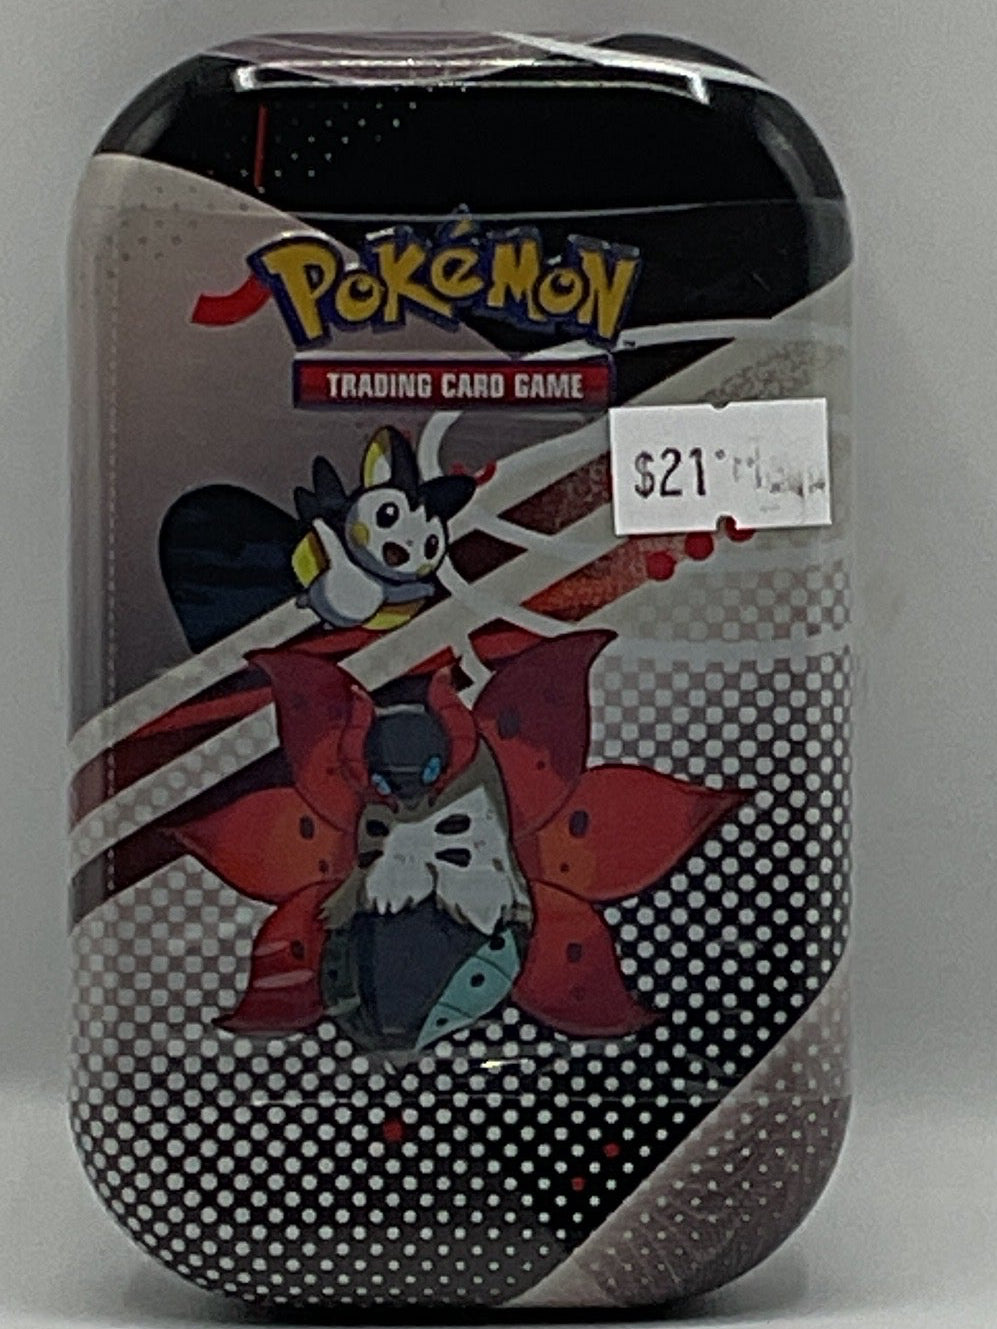 POKéMON
TRADING CARD GAME
$21